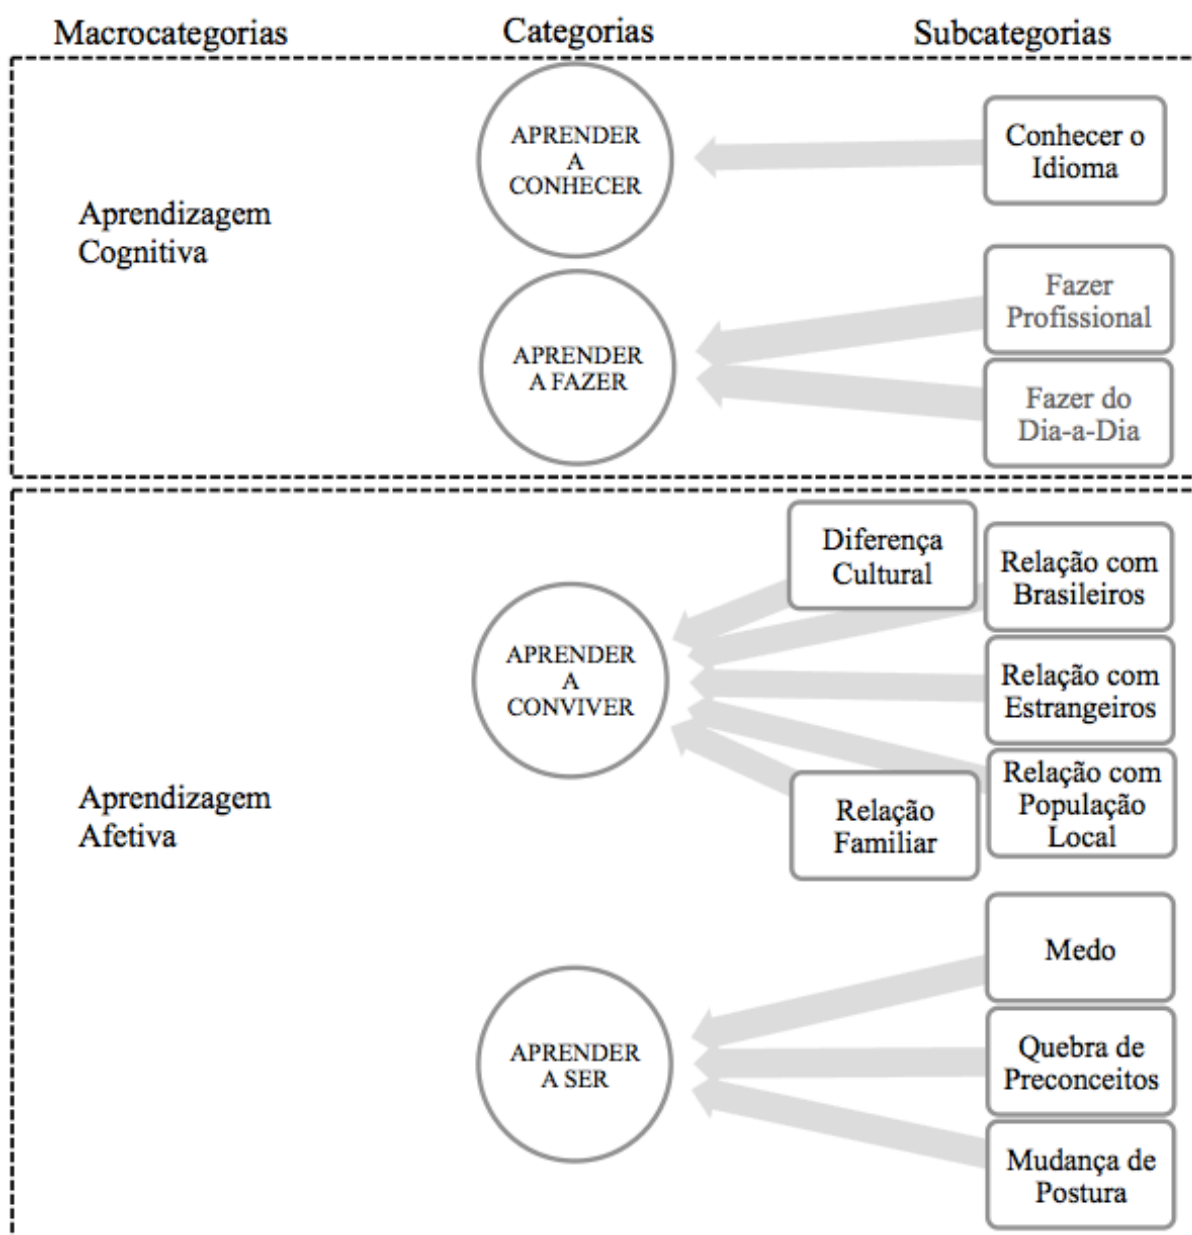 Macrocategorias
Categorias
Subcategorias
Aprendizagem
Cognitiva
APRENDER
A
CONHECER
Conhecer o
Idioma
APRENDER
A FAZER
Fazer
Profissional
Fazer do
Dia-a-Dia
Aprendizagem
Afetiva
APRENDER
A
CONVIVER
Diferença
Cultural
Relação com
Brasileiros
Relação com
Estrangeiros
Relação com
População
Local
Relação
Familiar
APRENDER
A SER
Medo
Quebra de
Preconceitos
Mudança de
Postura